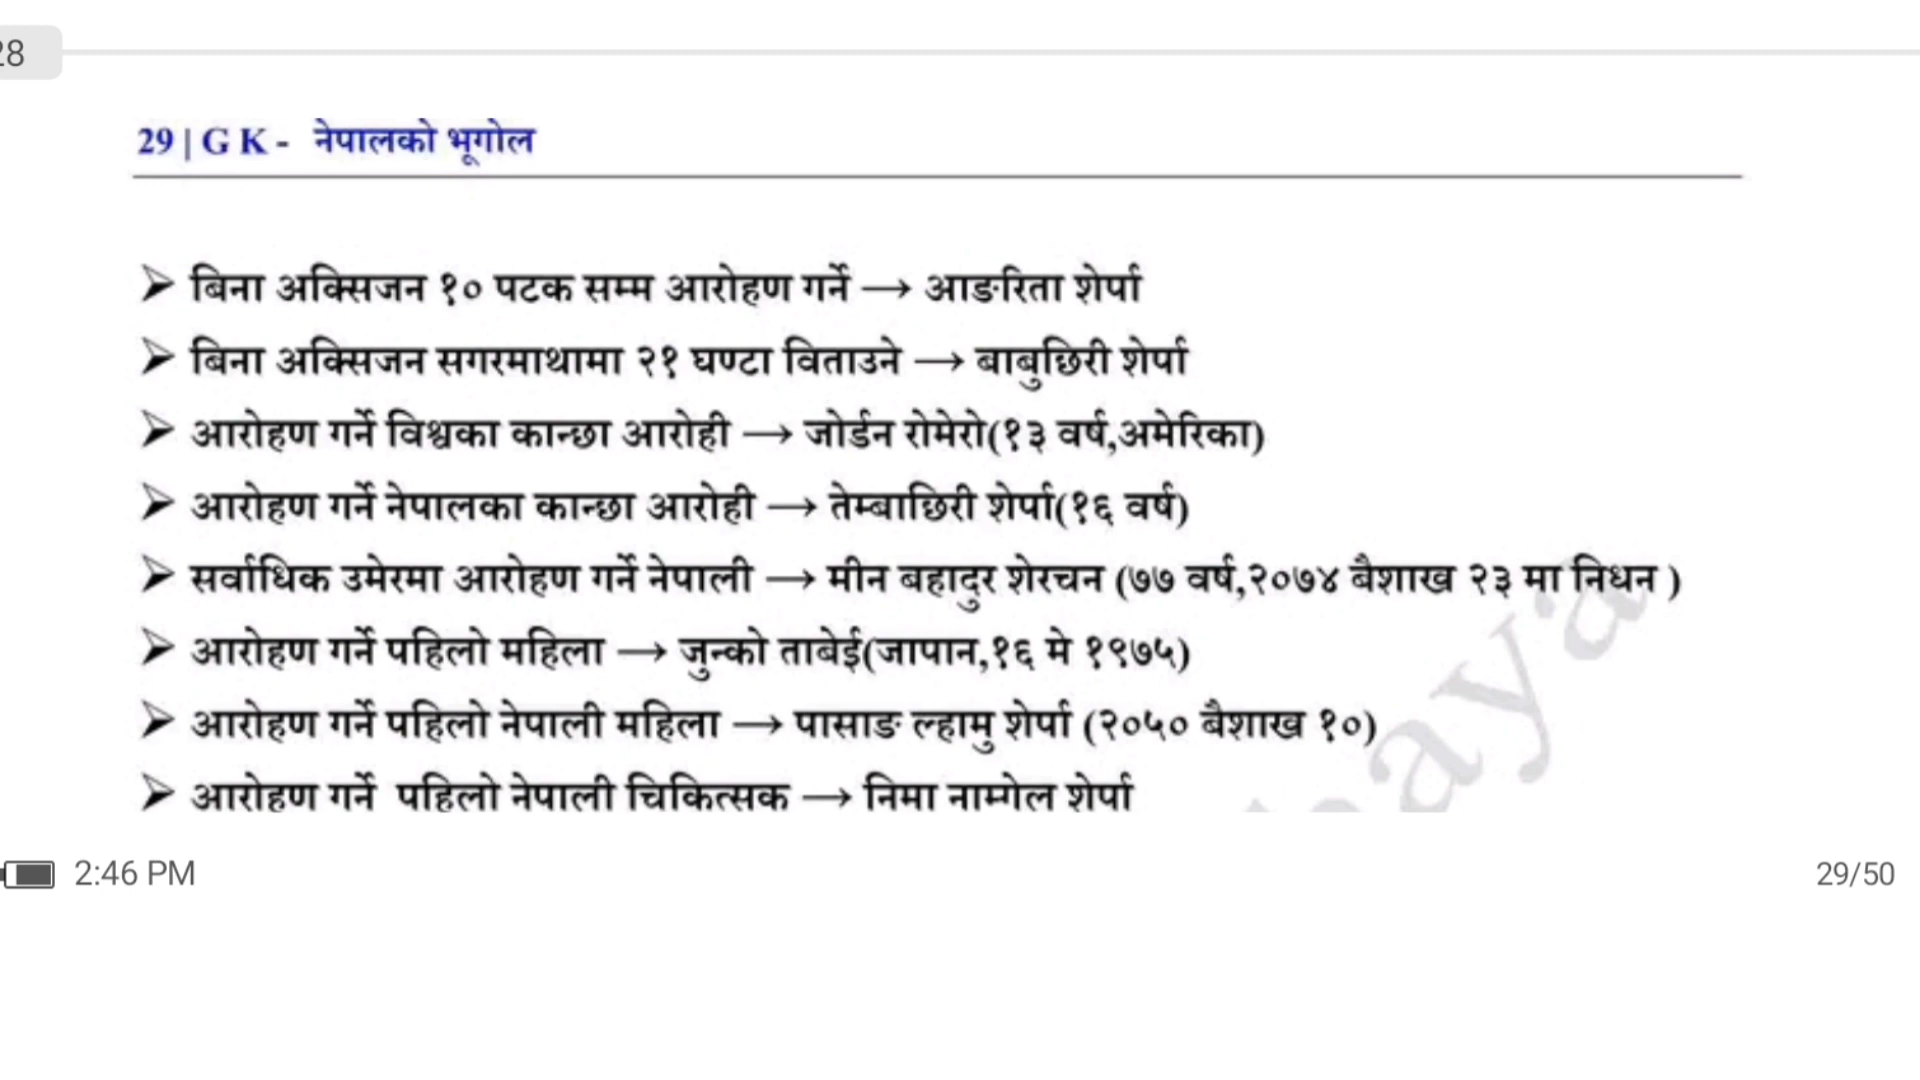 28
29 | G K - नेपालको भूगोल
➤ बिना अक्सिजन १० पटक सम्म आरोहण गर्ने → आङरिता शेर्पा
➤ बिना अक्सिजन सगरमाथामा २१ घण्टा विताउने → बाबुछिरी शेर्पा
➤ आरोहण गर्ने विश्वका कान्छा आरोही → जोर्डन रोमेरो(१३ वर्ष,अमेरिका)
➤ आरोहण गर्ने नेपालका कान्छा आरोही → तेम्बाछिरी शेर्पा(१६ वर्ष)
➤ सर्वाधिक उमेरमा आरोहण गर्ने नेपाली → मीन बहादुर शेरचन (७७ वर्ष,२०७४ बैशाख २३ मा निधन )
➤ आरोहण गर्ने पहिलो महिला → जुन्को ताबेई(जापान,१६ मे १९७५)
➤ आरोहण गर्ने पहिलो नेपाली महिला → पासाङ ल्हामु शेर्पा (२०५० बैशाख १०)
➤ आरोहण गर्ने पहिलो नेपाली चिकित्सक → निमा नाम्गेल शेर्पा
2:46 PM
29/50